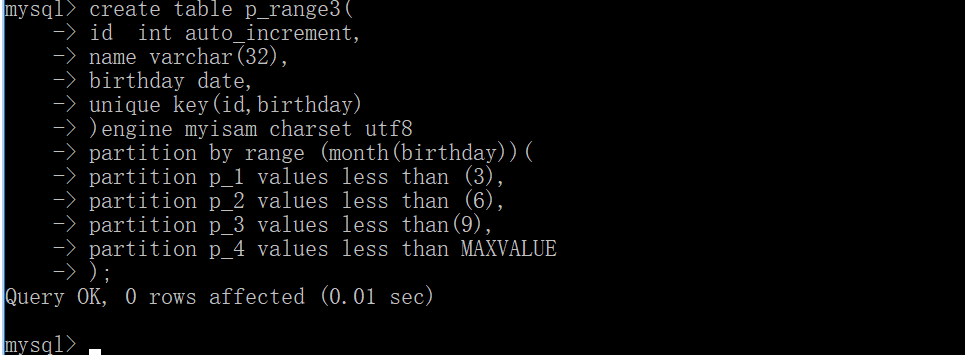 mysql> create table p_range3(
-> id  int auto_increment,
-> name varchar(32),
-> birthday date,
-> unique key(id,birthday)
-> )engine myisam charset utf8
-> partition by range (month(birthday))(
-> partition p_1 values less than (3),
-> partition p_2 values less than (6),
-> partition p_3 values less than(9),
-> partition p_4 values less than MAXVALUE
-> );
Query OK, 0 rows affected (0.01 sec)
mysql>